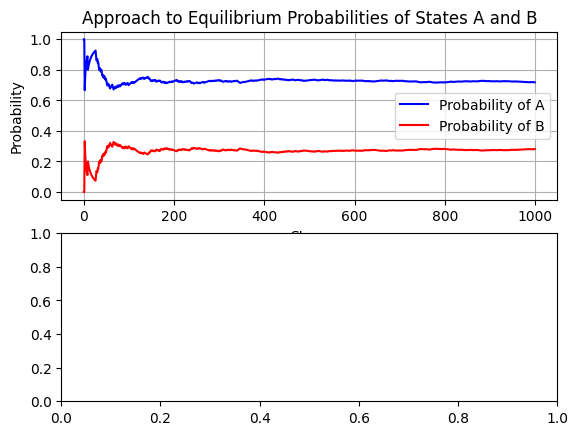 Approach to Equilibrium Probabilities of States A and B
1.0
0.8
0.6
0.4
0.2
0.0
Probability
Probability of A
Probability of B
0 200 400 600 800 1000
1.0
0.8
0.6
0.4
0.2
0.0
0.0 0.2 0.4 0.6 0.8 1.0